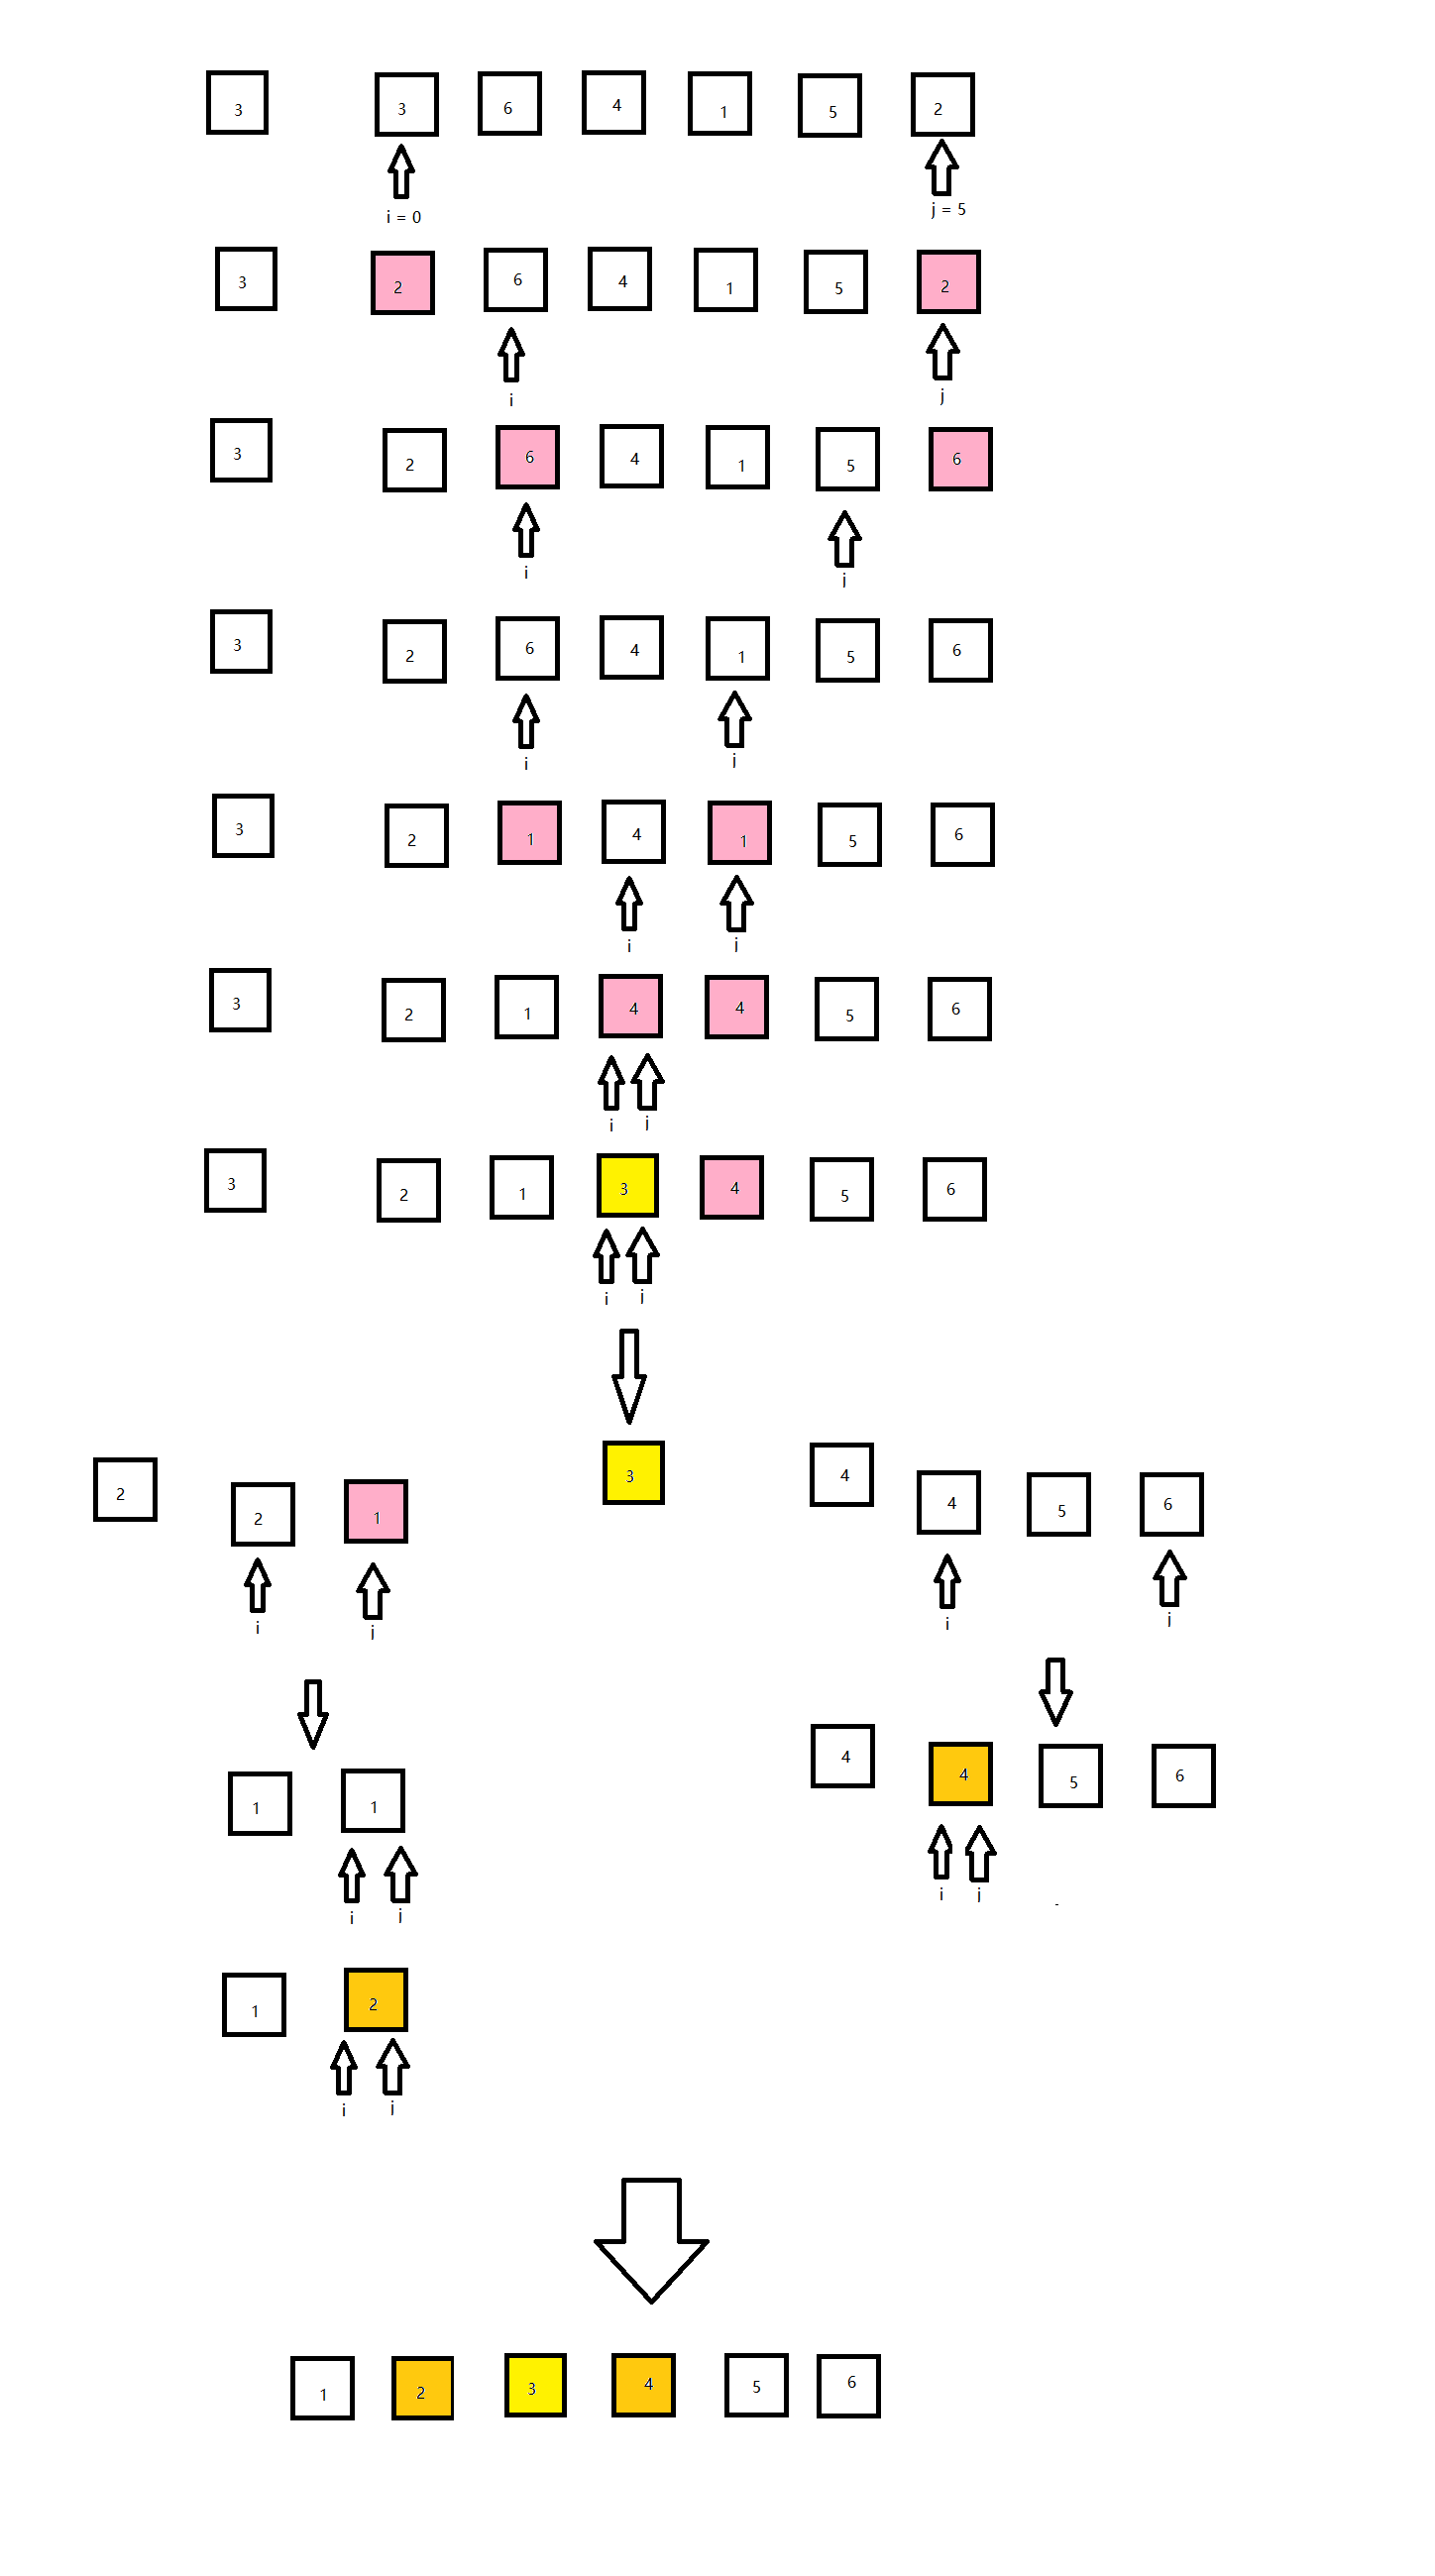 3 3 6 4 1 5 2
i = 0 j = 5
3 2 6 4 1 5 2
i j
3 2 6 4 1 5 6
i j
3 2 6 4 1 5 6
i j
3 2 1 4 1 5 6
i j
3 2 1 4 4 5 6
i j
3 2 1 3 4 5 6
i j
2 2 1 3 4 4 5 6
i j i j
4 4 5 6
1 1
i j
i j
1 2
i j
1 2 3 4 5 6